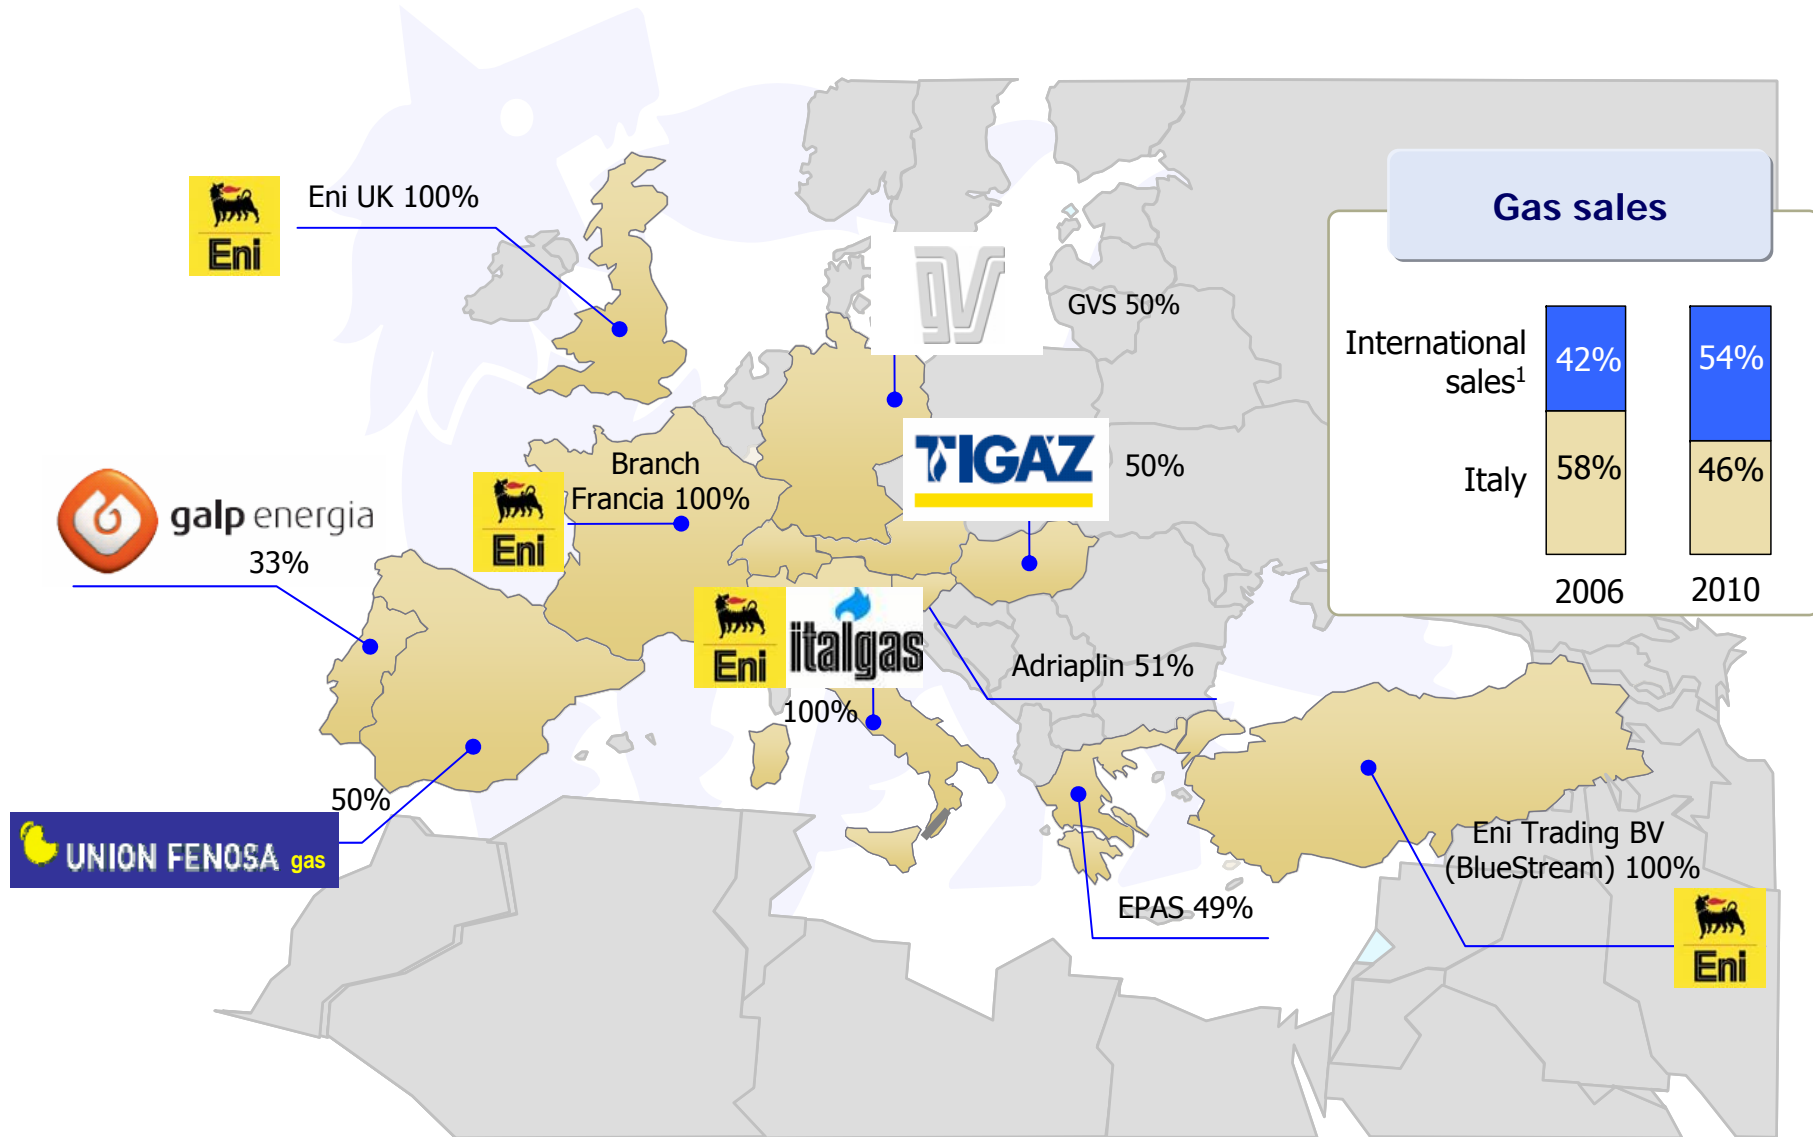 Eni UK 100%
Eni
Gas sales
GVS
GVS 50%
International
sales1
42%
54%
Italy
58%
46%
2006
2010
TIGÁZ
50%
Branch
Francia 100%
Eni
galp energia
33%
Eni
italgas
100%
Adriaplin 51%
50%
UNION FENOSA gas
EPAS 49%
Eni Trading BV
(BlueStream) 100%
Eni